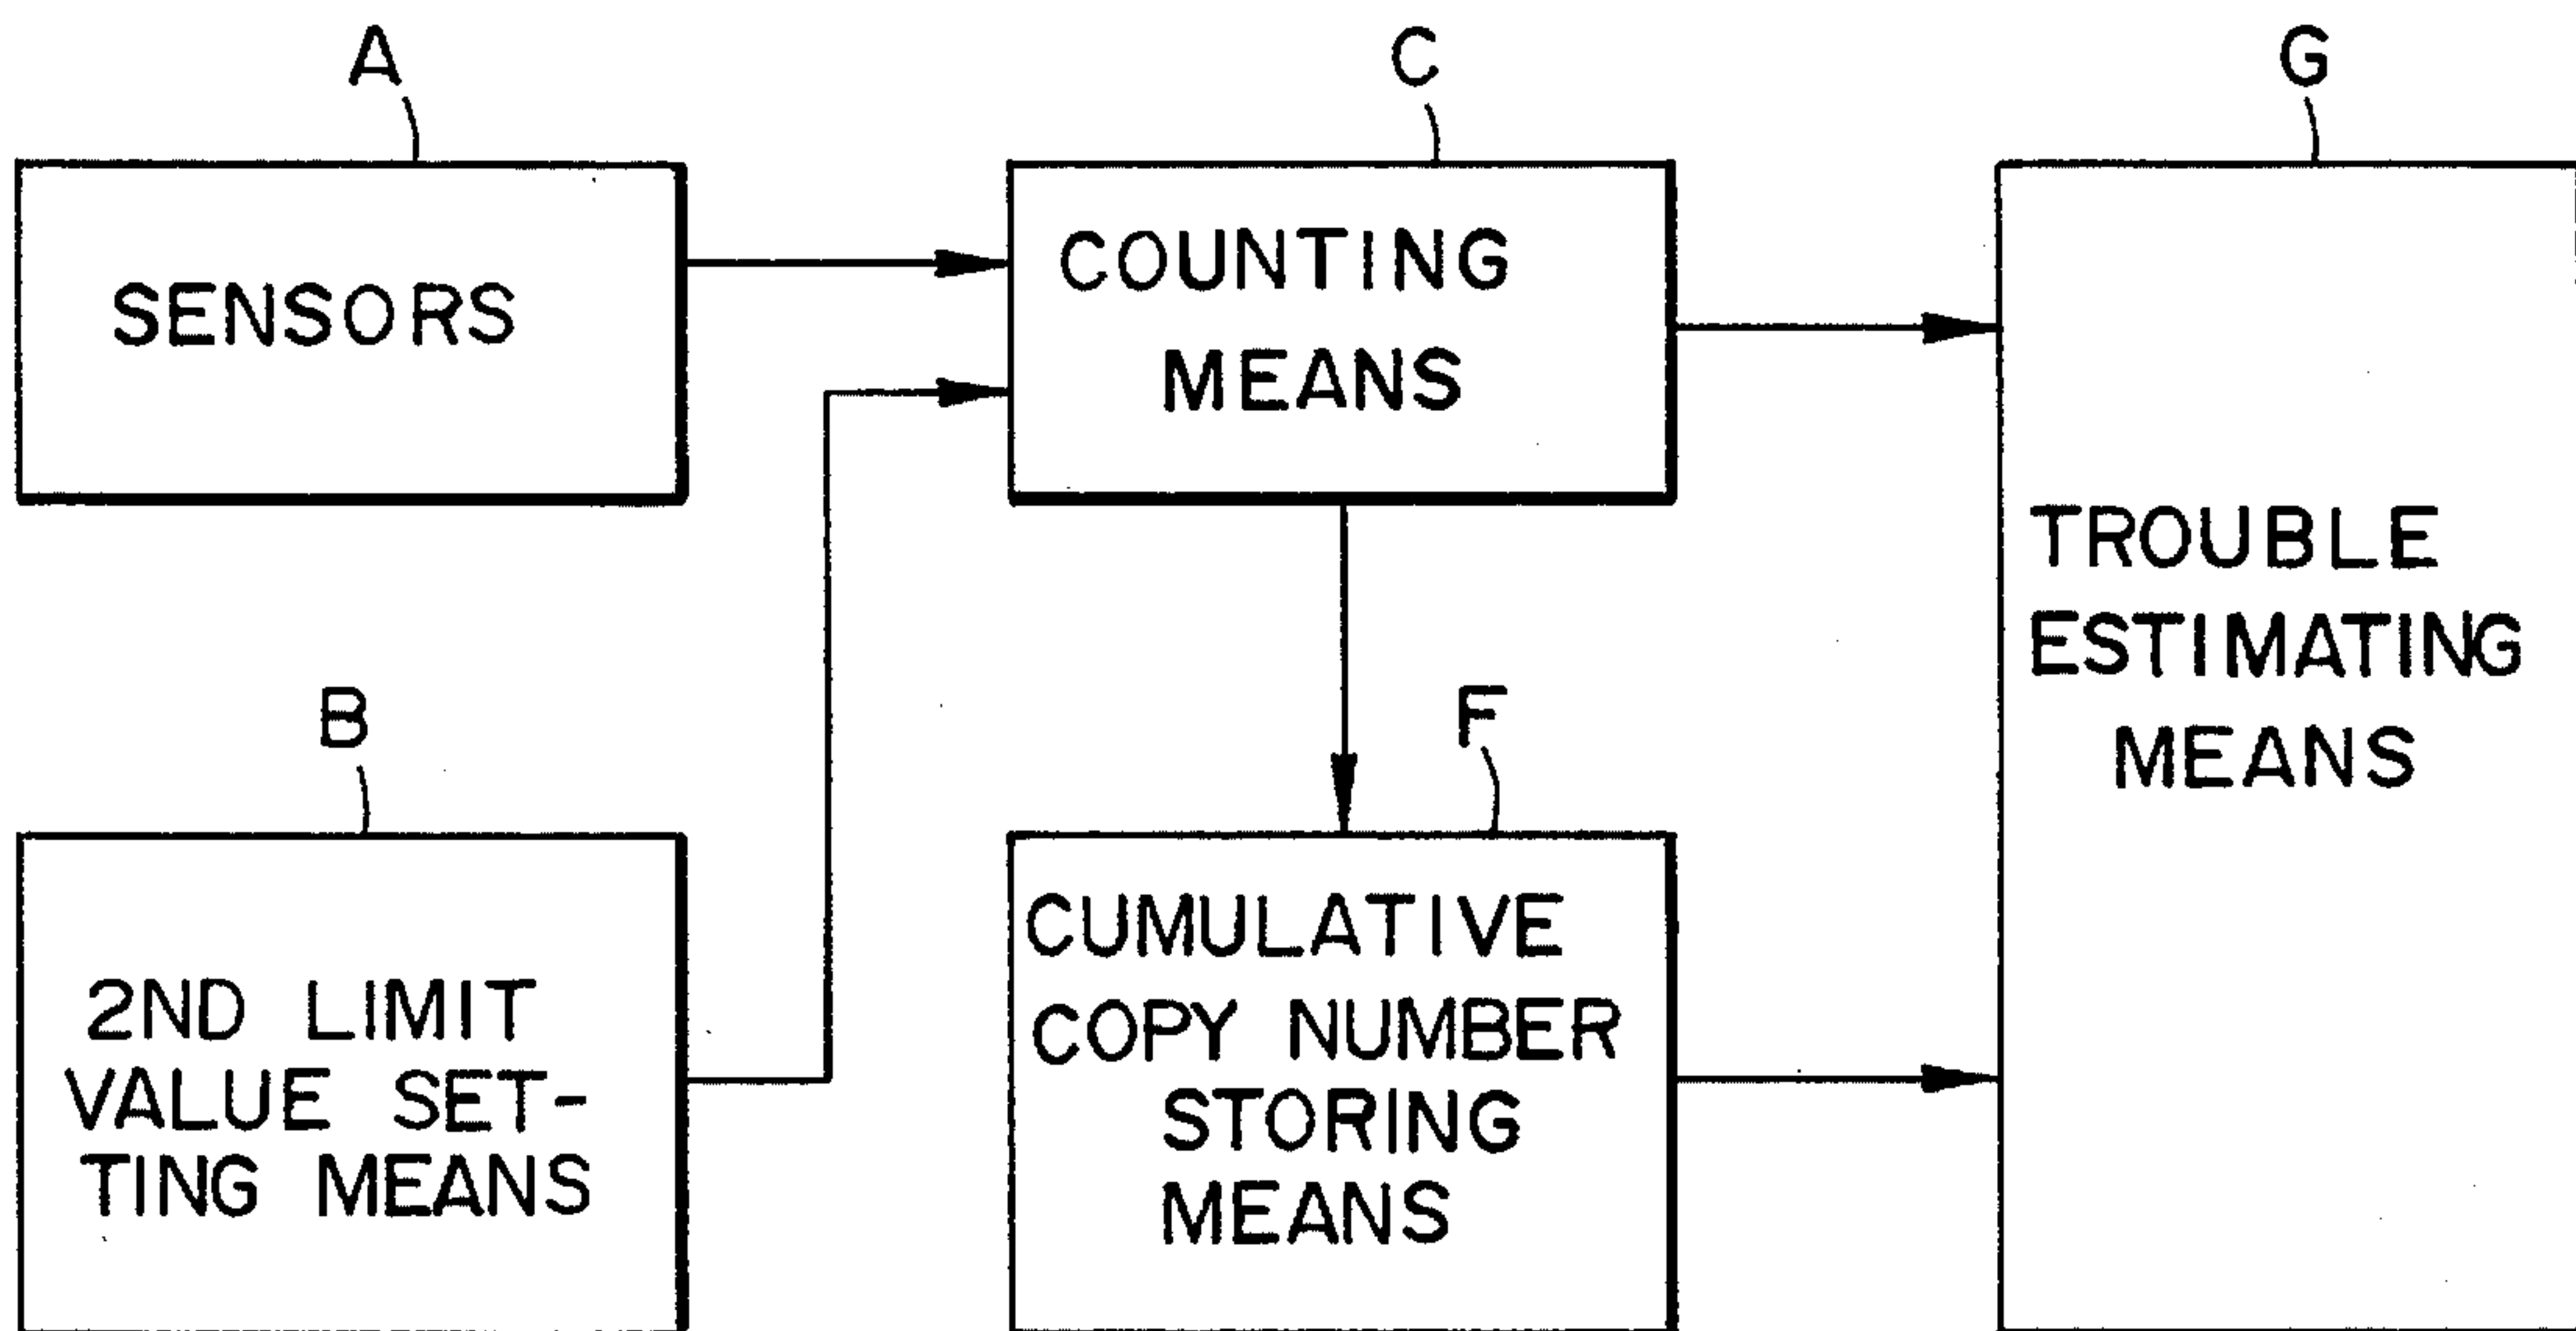 A
SENSORS
C
COUNTING
MEANS
G
TROUBLE
ESTIMATING
MEANS
B
2ND LIMIT
VALUE SET-
TING MEANS
F
CUMULATIVE
COPY NUMBER
STORING
MEANS